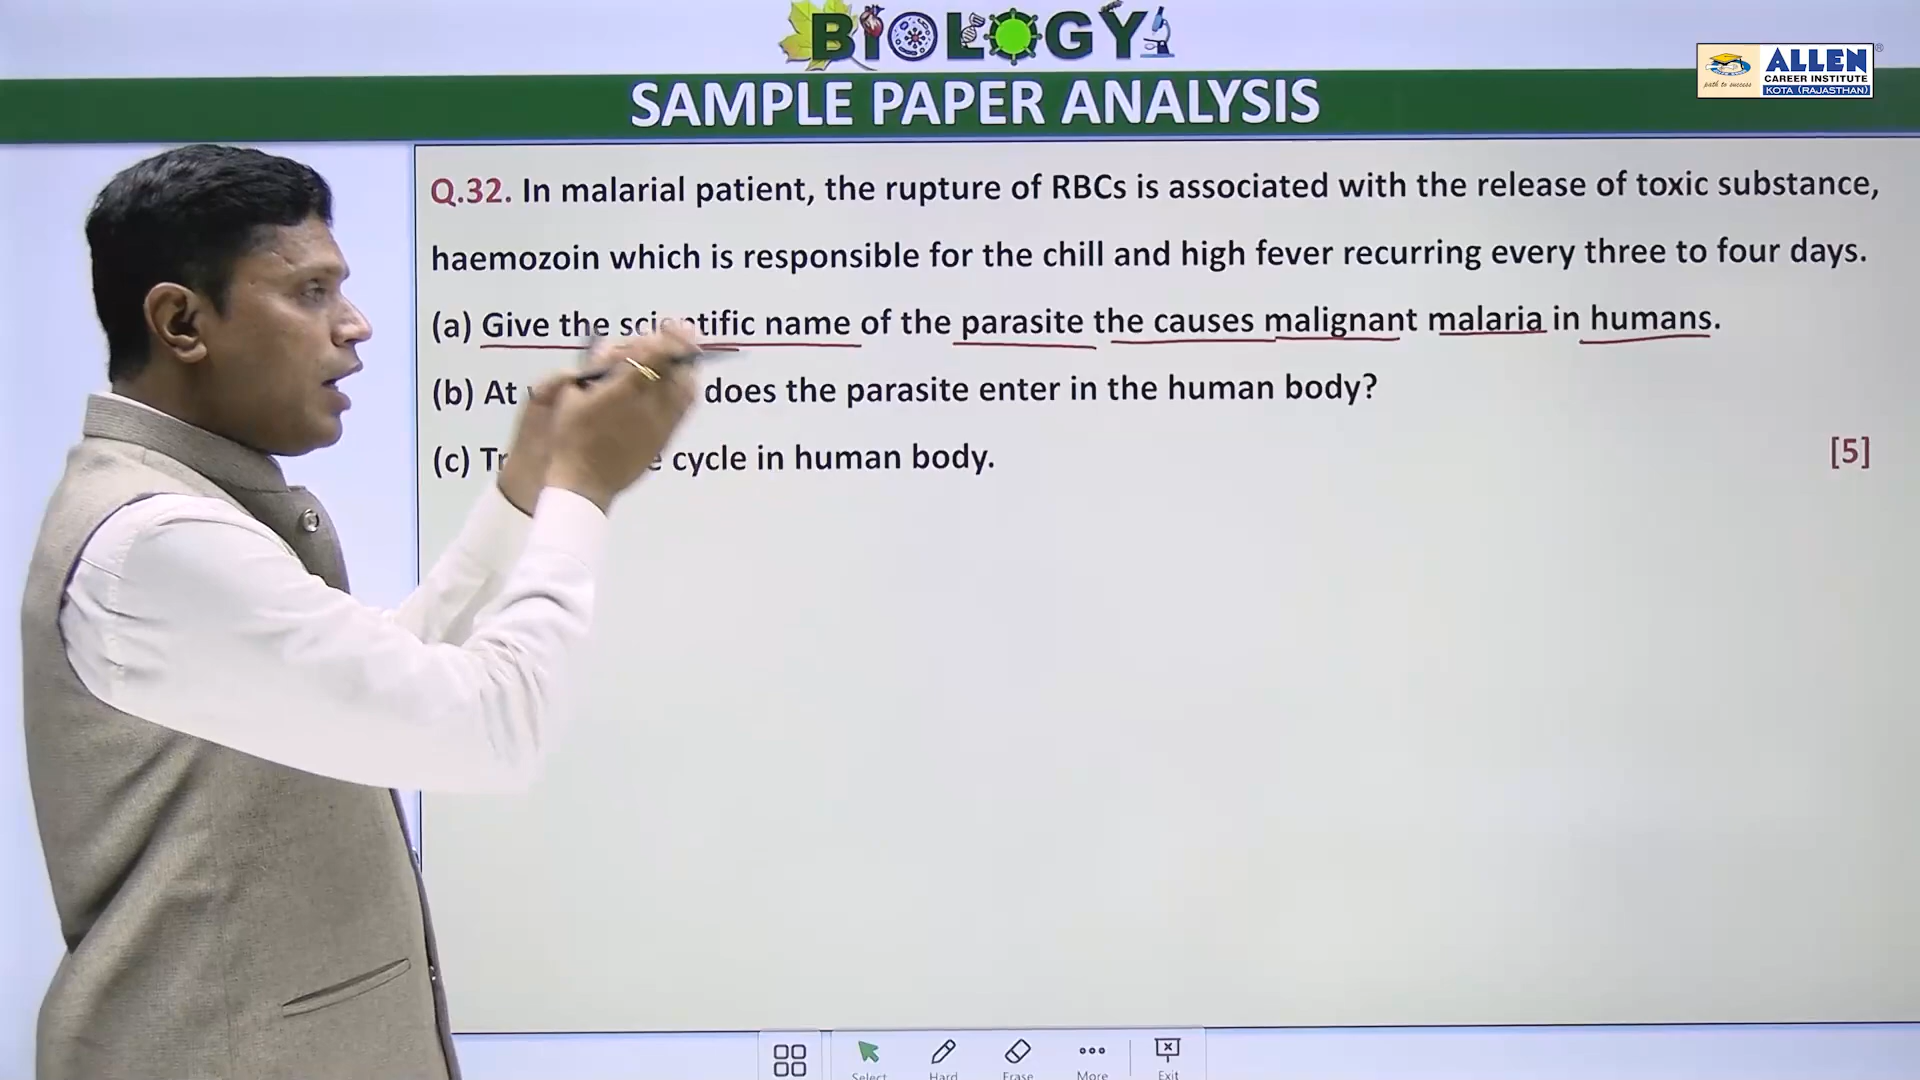 BIOLOGY
SAMPLE PAPER ANALYSIS
ALLEN
CAREER INSTITUTE
KOTA (RAJASTHAN)
path to success
®
Q.32. In malarial patient, the rupture of RBCs is associated with the release of toxic substance,
haemozoin which is responsible for the chill and high fever recurring every three to four days.
(a) Give the scientific name of the parasite the causes malignant malaria in humans.
(b) At does the parasite enter in the human body?
(c) cycle in human body.
[5]
Select
Hard
Erase
More
Exit